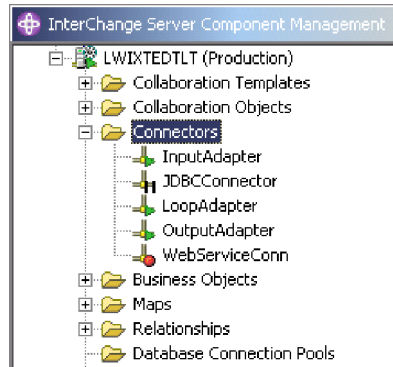 InterChange Server Component Management
LWIXTEDTLT (Production)
Collaboration Templates
Collaboration Objects
Connectors
InputAdapter
JDBCConnector
LoopAdapter
OutputAdapter
WebServiceConn
Business Objects
Maps
Relationships
Database Connection Pools